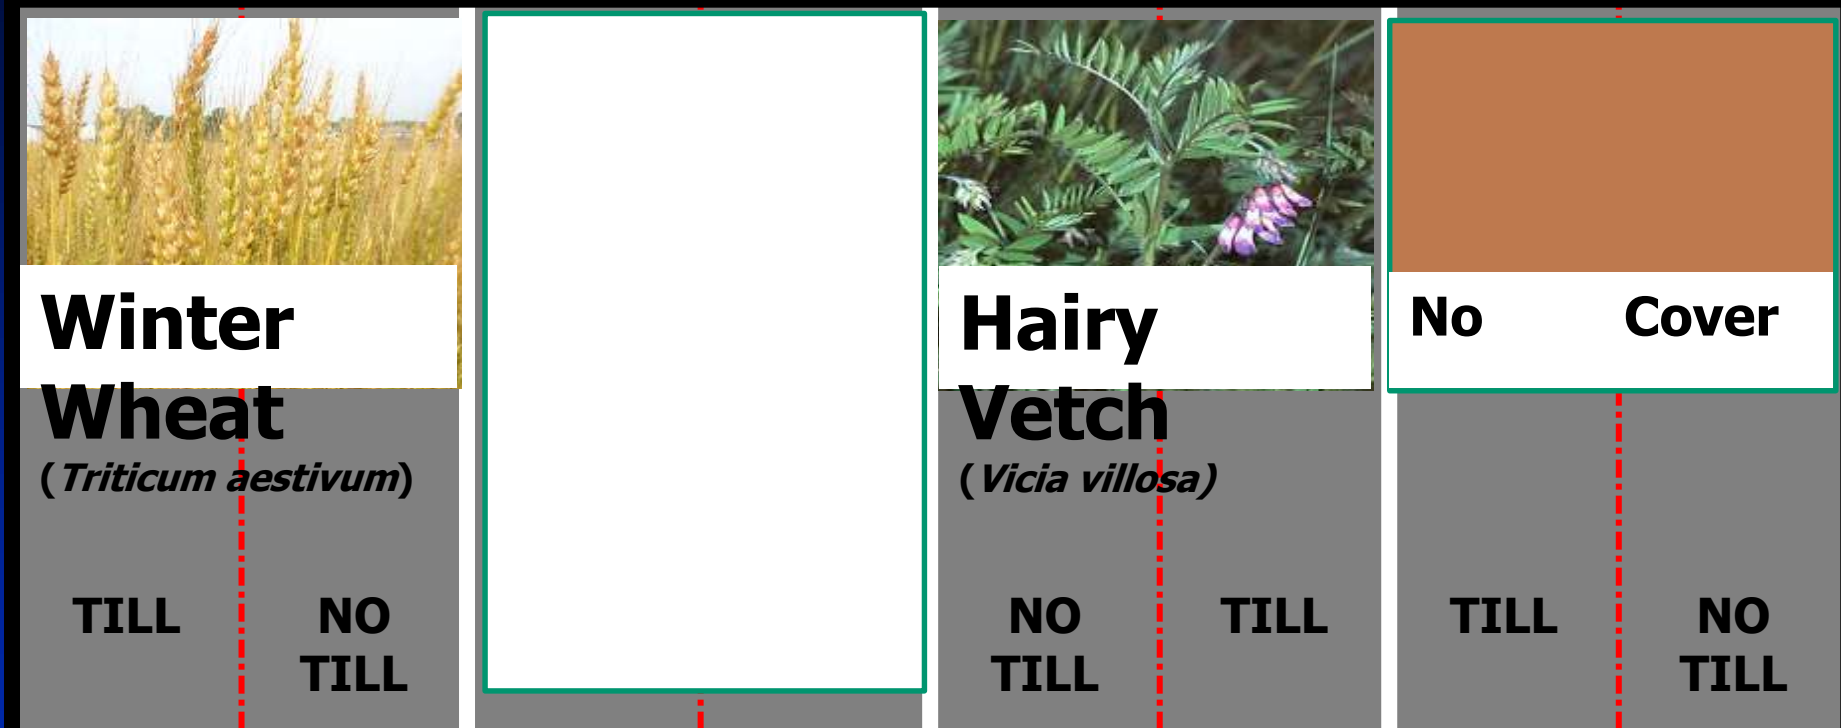 Winter
Wheat
(Triticum aestivum)
TILL
NO
TILL
Hairy
Vetch
(Vicia villosa)
NO
TILL
TILL
No Cover
TILL
NO
TILL